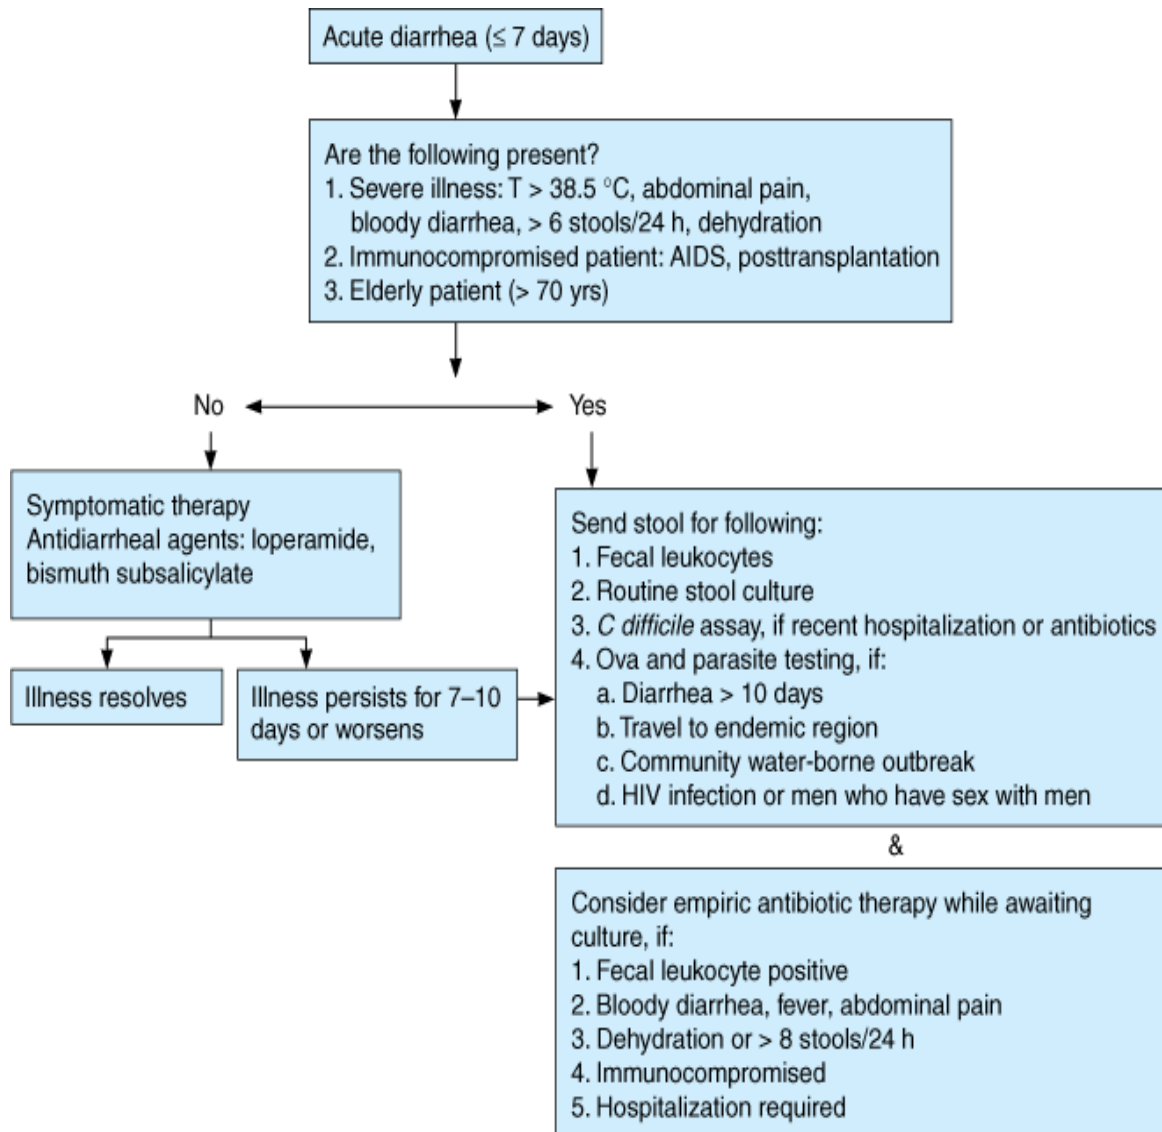 Acute diarrhea (≤ 7 days)
Are the following present?
1. Severe illness: T > 38.5 °C, abdominal pain,
bloody diarrhea, > 6 stools/24 h, dehydration
2. Immunocompromised patient: AIDS, posttransplantation
3. Elderly patient (> 70 yrs)
No
Yes
Symptomatic therapy
Antidiarrheal agents: loperamide,
bismuth subsalicylate
Illness resolves
Illness persists for 7–10
days or worsens
Send stool for following:
1. Fecal leukocytes
2. Routine stool culture
3. C difficile assay, if recent hospitalization or antibiotics
4. Ova and parasite testing, if:
a. Diarrhea > 10 days
b. Travel to endemic region
c. Community water-borne outbreak
d. HIV infection or men who have sex with men
&
Consider empiric antibiotic therapy while awaiting
culture, if:
1. Fecal leukocyte positive
2. Bloody diarrhea, fever, abdominal pain
3. Dehydration or > 8 stools/24 h
4. Immunocompromised
5. Hospitalization required